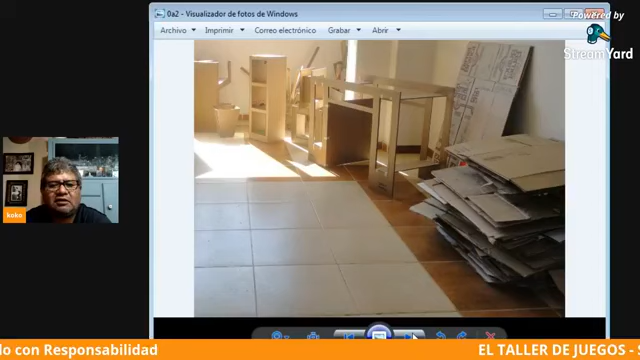 0a2 - Visualizador de fotos de Windows
Archivo Imprimir Correo electrónico Grabar Abrir
Powered by
StreamYard
koko
do con Responsabilidad
EL TALLER DE JUEGOS - S